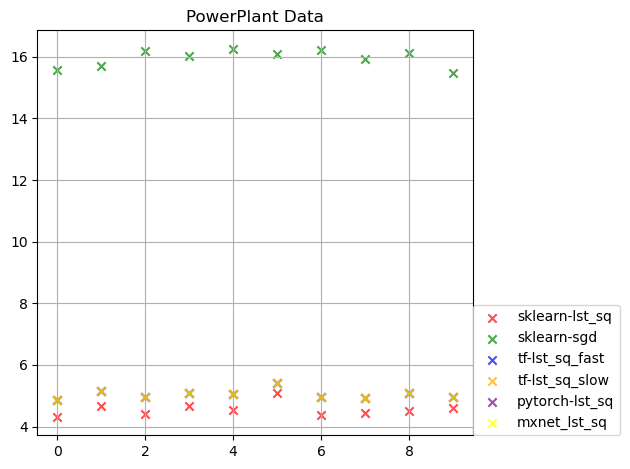 PowerPlant Data
16
14
12
10
8
6
4
0
2
4
6
8
sklearn-lst_sq
sklearn-sgd
tf-lst_sq_fast
tf-lst_sq_slow
pytorch-lst_sq
mxnet_lst_sq